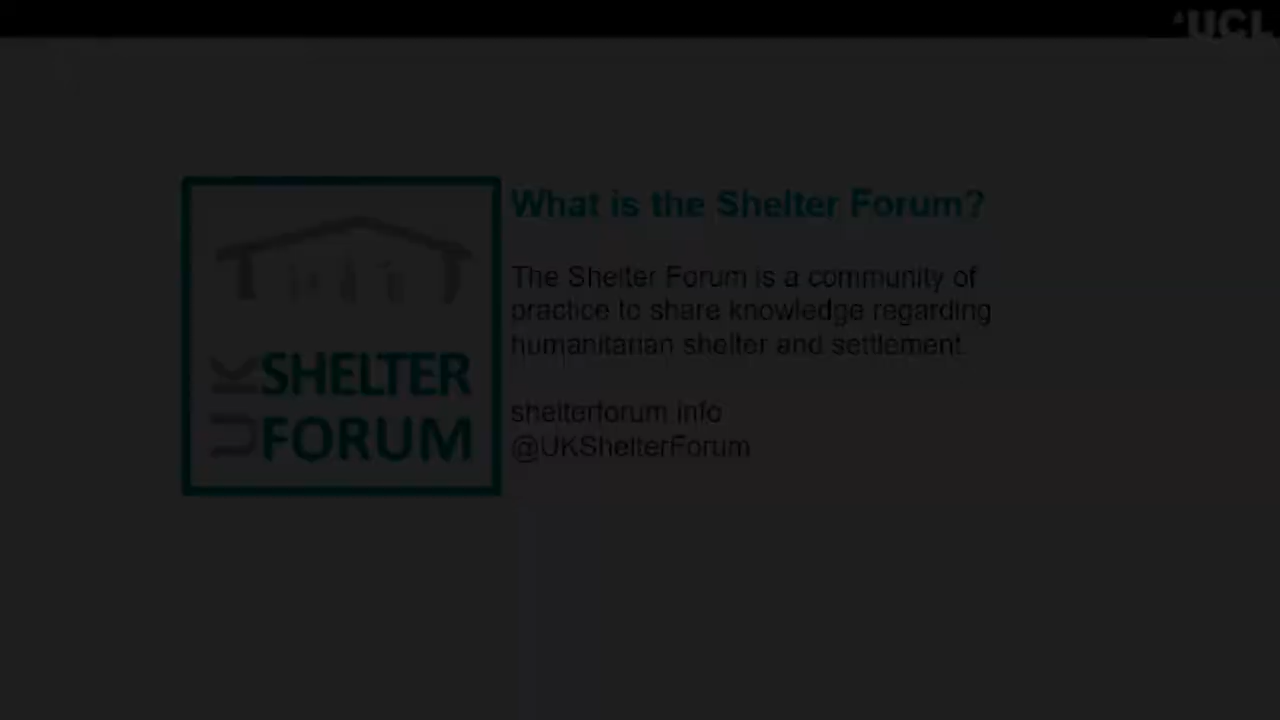 UCL
What is the Shelter Forum?
The Shelter Forum is a community of
practice to share knowledge regarding
humanitarian shelter and settlement.
shelterforum.info
@UKShelterForum
UK
SHELTER
FORUM